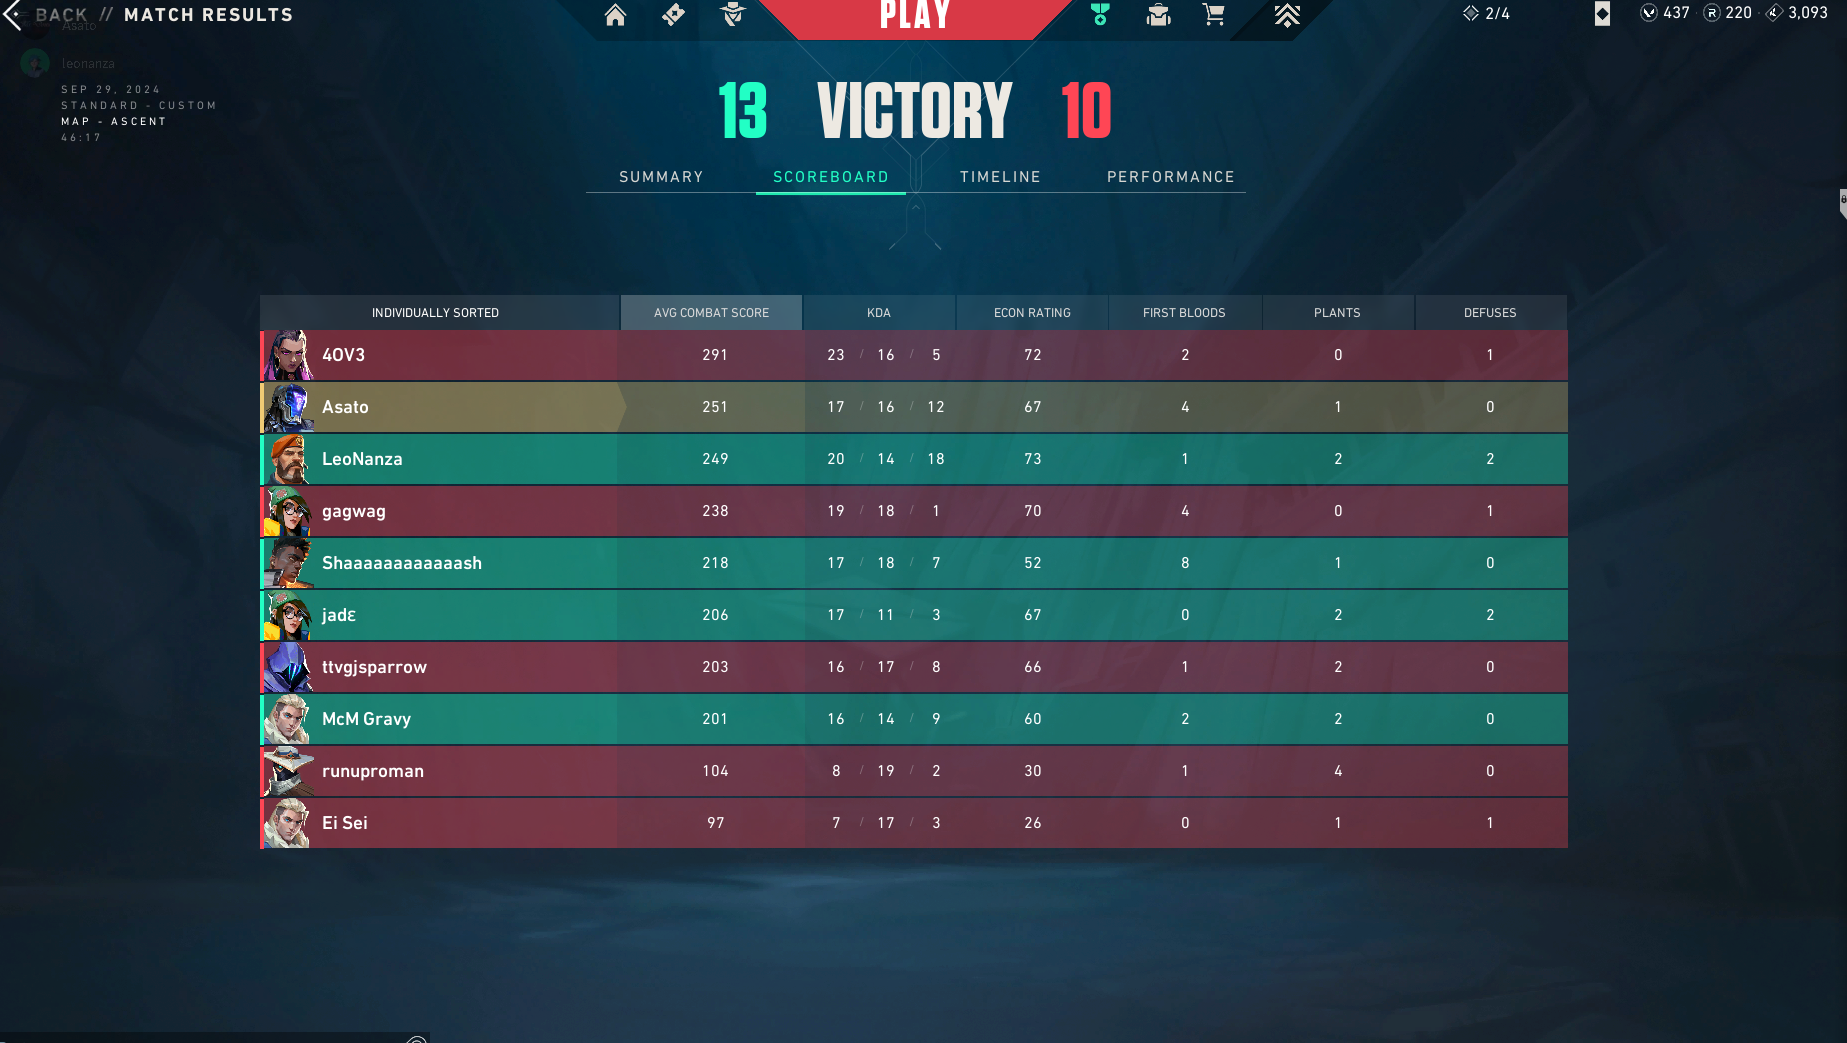 BACK // MATCH RESULTS
PLAY
2/4
437
220
3,093
Asato
leonanza
SEP 29, 2024
STANDARD - CUSTOM
MAP - ASCENT
46:17
13 VICTORY 10
SUMMARY SCOREBOARD TIMELINE PERFORMANCE
INDIVIDUALLY SORTED AVG COMBAT SCORE KDA ECON RATING FIRST BLOODS PLANTS DEFUSES
4OV3 291 23 / 16 / 5 72 2 0 1
Asato 251 17 / 16 / 12 67 4 1 0
LeoNanza 249 20 / 14 / 18 73 1 2 2
gagwag 238 19 / 18 / 1 70 4 0 1
Shaaaaaaaaaaaash 218 17 / 18 / 7 52 8 1 0
jadε 206 17 / 11 / 3 67 0 2 2
ttvgjsparrow 203 16 / 17 / 8 66 1 2 0
McM Gravy 201 16 / 14 / 9 60 2 2 0
runuproman 104 8 / 19 / 2 30 1 4 0
Ei Sei 97 7 / 17 / 3 26 0 1 1